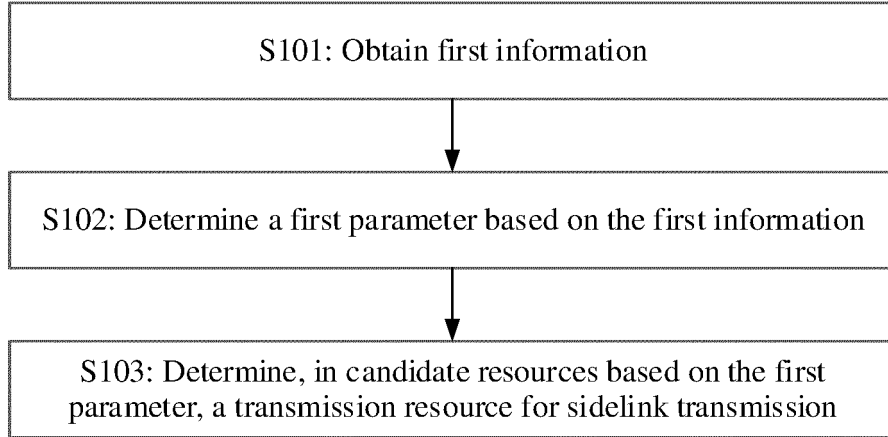 S101: Obtain first information
S102: Determine a first parameter based on the first information
S103: Determine, in candidate resources based on the first
parameter, a transmission resource for sidelink transmission